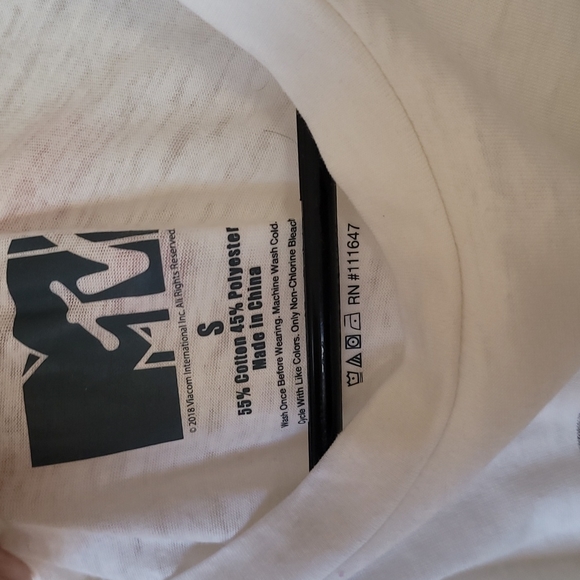 MTV
© 2018 Viacom International Inc. All Rights Reserved
S
55% Cotton 45% Polyester
Made in China
Wash Once Before Wearing. Machine Wash Cold.
Cycle With Like Colors. Only Non-Chlorine Bleach
RN #111647